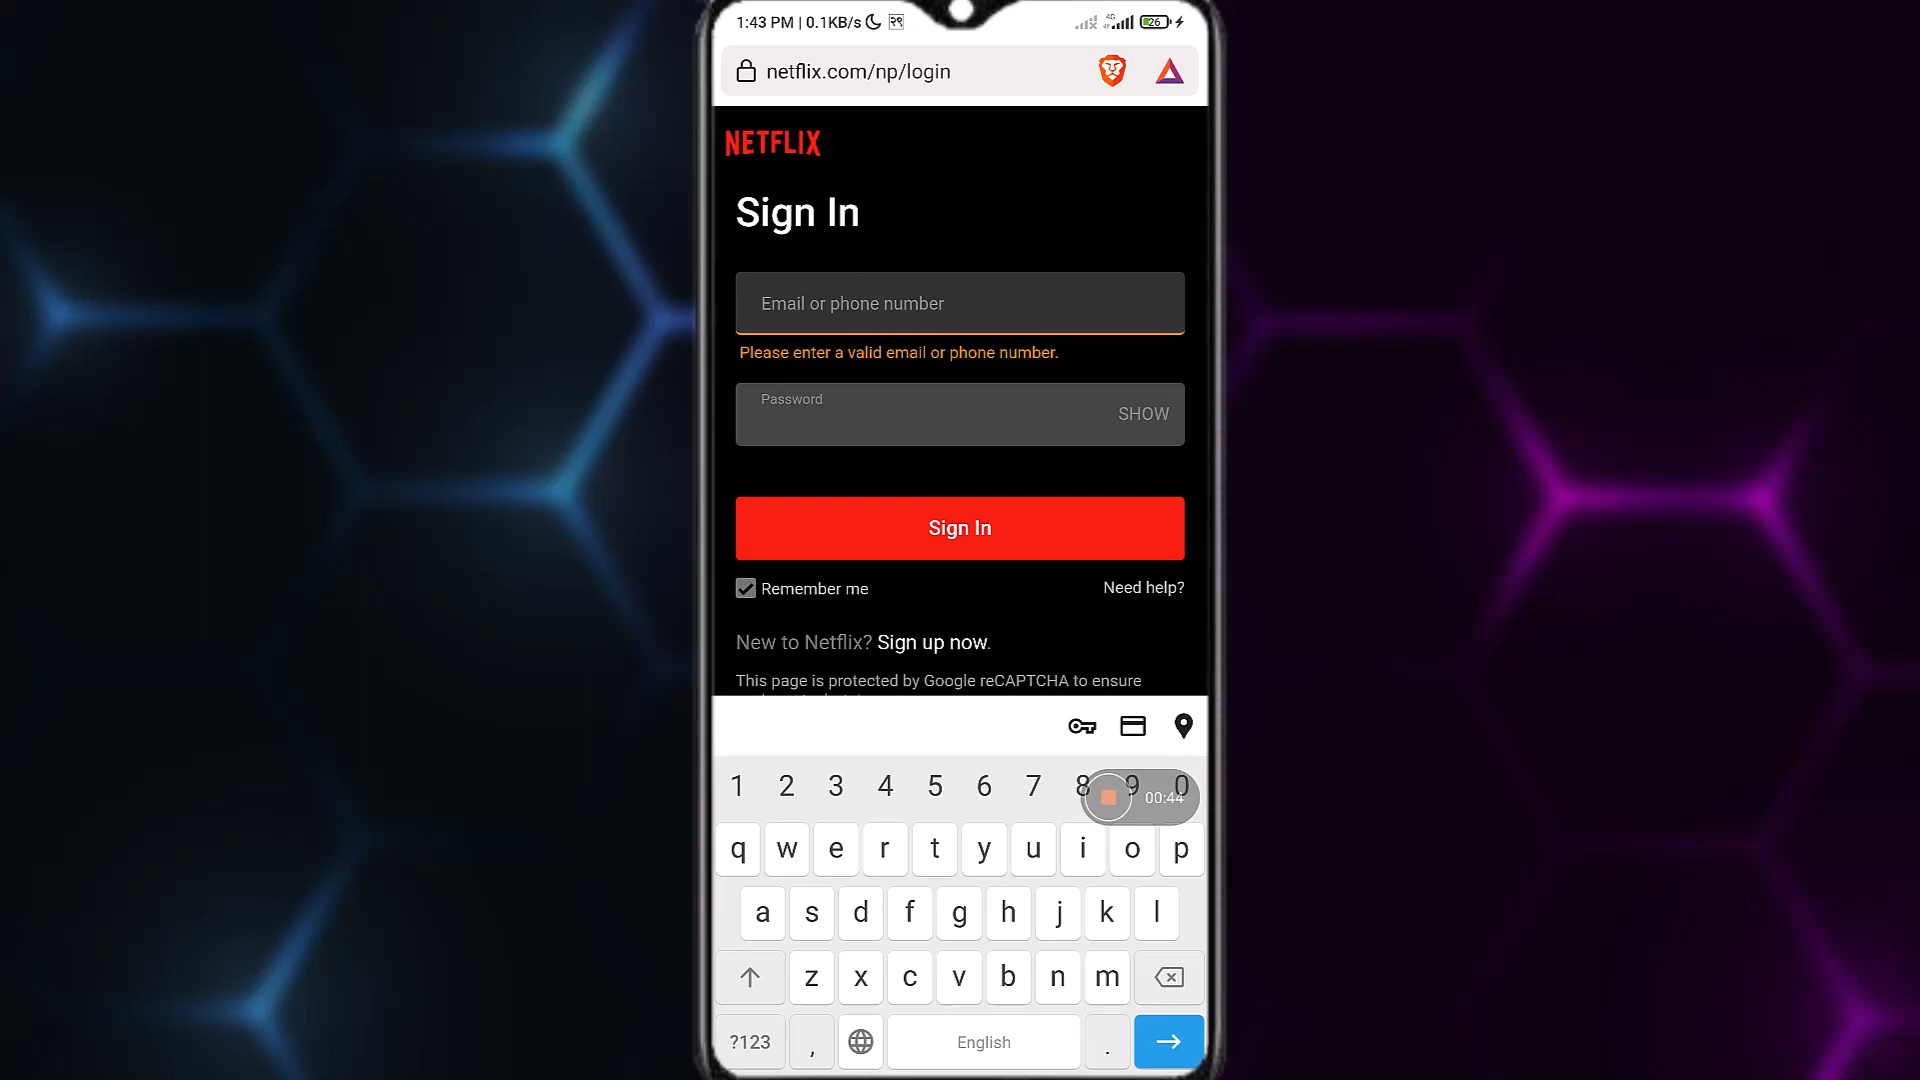 1:43 PM | 0.1KB/s २९ 4G 26
netflix.com/np/login
NETFLIX
Sign In
Email or phone number
Please enter a valid email or phone number.
Password
SHOW
Sign In
Remember me
Need help?
New to Netflix? Sign up now.
This page is protected by Google reCAPTCHA to ensure
1 2 3 4 5 6 7 8 9 0
00:44
q w e r t y u i o p
a s d f g h j k l
z x c v b n m
?123 , English .